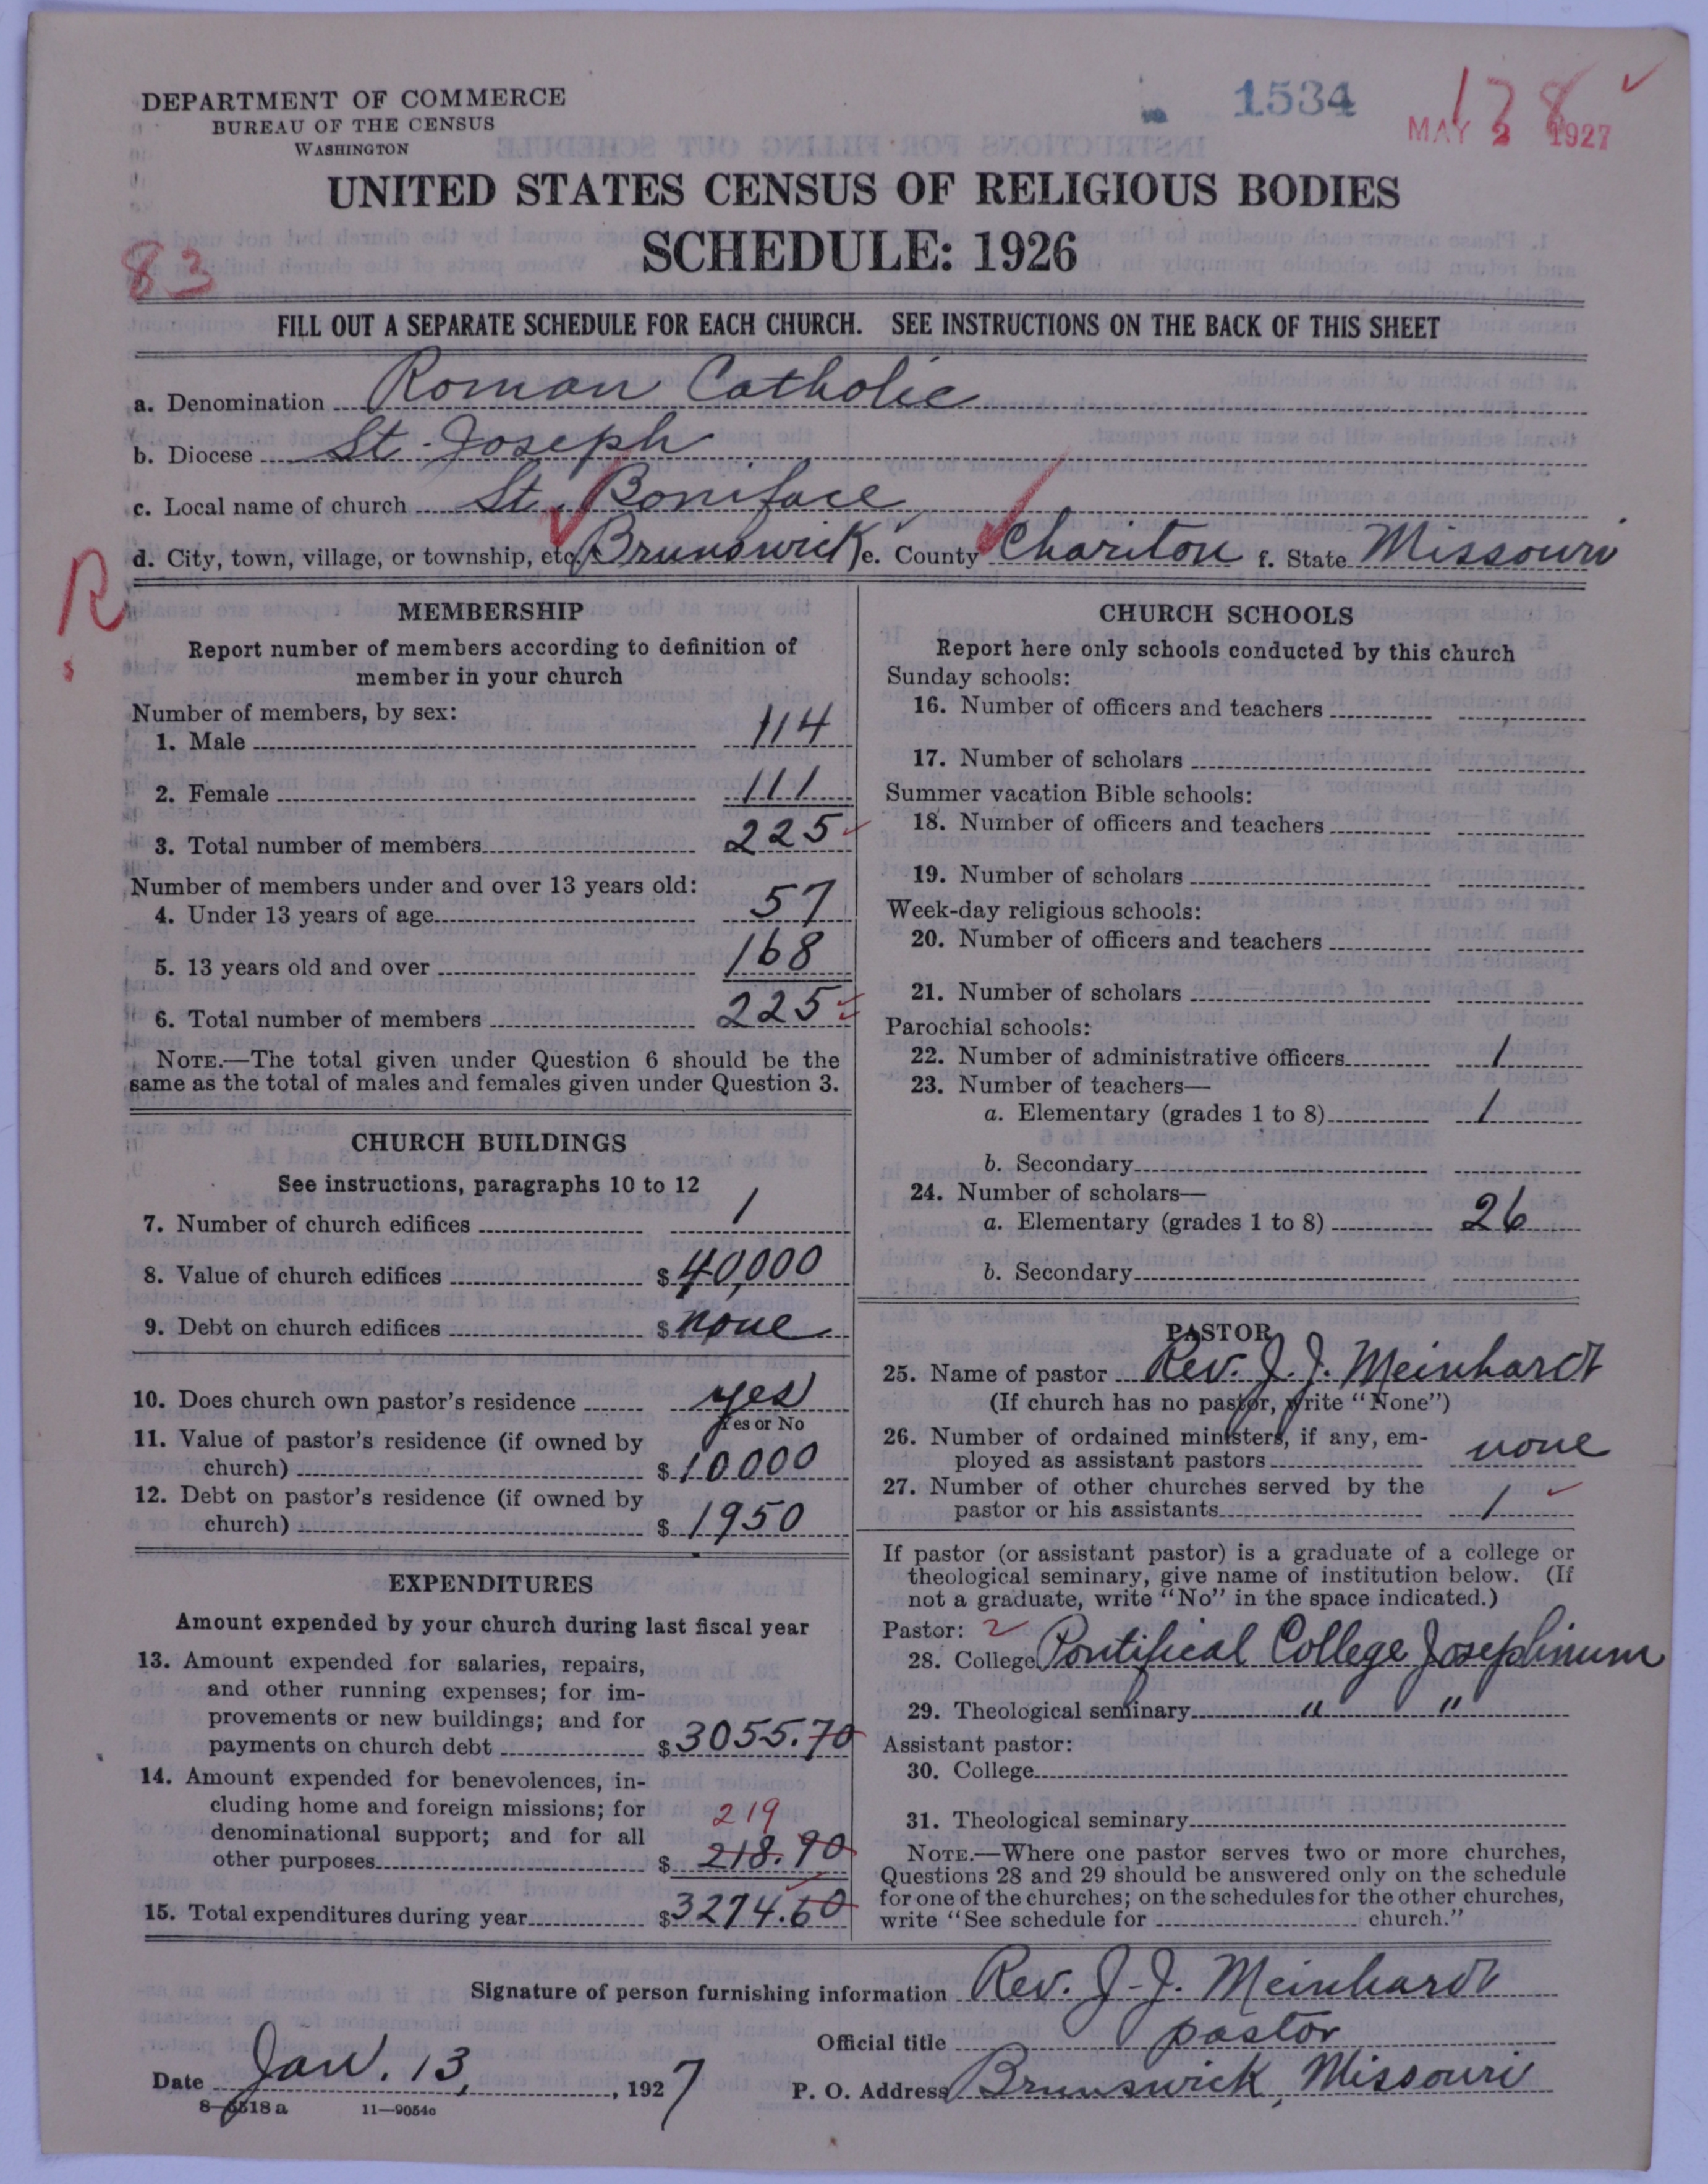 DEPARTMENT OF COMMERCE
BUREAU OF THE CENSUS
WASHINGTON
1534
178 ✓
MAY 2 1927
UNITED STATES CENSUS OF RELIGIOUS BODIES
SCHEDULE: 1926
83
FILL OUT A SEPARATE SCHEDULE FOR EACH CHURCH. SEE INSTRUCTIONS ON THE BACK OF THIS SHEET
a. Denomination Roman Catholic
b. Diocese St. Joseph
c. Local name of church St. Boniface
d. City, town, village, or township, etc. Brunswick e. County Chariton f. State Missouri
R
MEMBERSHIP
Report number of members according to definition of
member in your church
Number of members, by sex:
1. Male 114
2. Female 111
3. Total number of members 225
Number of members under and over 13 years old:
4. Under 13 years of age 57
5. 13 years old and over 168
6. Total number of members 225
NOTE.—The total given under Question 6 should be the
same as the total of males and females given under Question 3.
CHURCH BUILDINGS
See instructions, paragraphs 10 to 12
7. Number of church edifices 1
8. Value of church edifices $ 40,000
9. Debt on church edifices $ none
10. Does church own pastor's residence yes
Yes or No
11. Value of pastor's residence (if owned by
church) $ 10000
12. Debt on pastor's residence (if owned by
church) $ 1950
EXPENDITURES
Amount expended by your church during last fiscal year
13. Amount expended for salaries, repairs,
and other running expenses; for im-
provements or new buildings; and for
payments on church debt $ 3055.70
14. Amount expended for benevolences, in-
cluding home and foreign missions; for
219
denominational support; and for all
other purposes $ 218.90
15. Total expenditures during year $ 3274.60
CHURCH SCHOOLS
Report here only schools conducted by this church
Sunday schools:
16. Number of officers and teachers
17. Number of scholars
Summer vacation Bible schools:
18. Number of officers and teachers
19. Number of scholars
Week-day religious schools:
20. Number of officers and teachers
21. Number of scholars
Parochial schools:
22. Number of administrative officers 1
23. Number of teachers—
a. Elementary (grades 1 to 8) 1
b. Secondary
24. Number of scholars—
a. Elementary (grades 1 to 8) 26
b. Secondary
PASTOR
25. Name of pastor Rev. J. J. Meinhardt
(If church has no pastor, write "None")
26. Number of ordained ministers, if any, em-
ployed as assistant pastors none
27. Number of other churches served by the
pastor or his assistants 1
If pastor (or assistant pastor) is a graduate of a college or
theological seminary, give name of institution below. (If
not a graduate, write "No" in the space indicated.)
Pastor: 2
28. College Pontifical College Josephinum
29. Theological seminary " "
Assistant pastor:
30. College
31. Theological seminary
NOTE.—Where one pastor serves two or more churches,
Questions 28 and 29 should be answered only on the schedule
for one of the churches; on the schedules for the other churches,
write "See schedule for church."
Signature of person furnishing information Rev. J. J. Meinhardt
Official title pastor
Date Jan. 13, 1927 P. O. Address Brunswick, Missouri
8—5518a 11—9054c